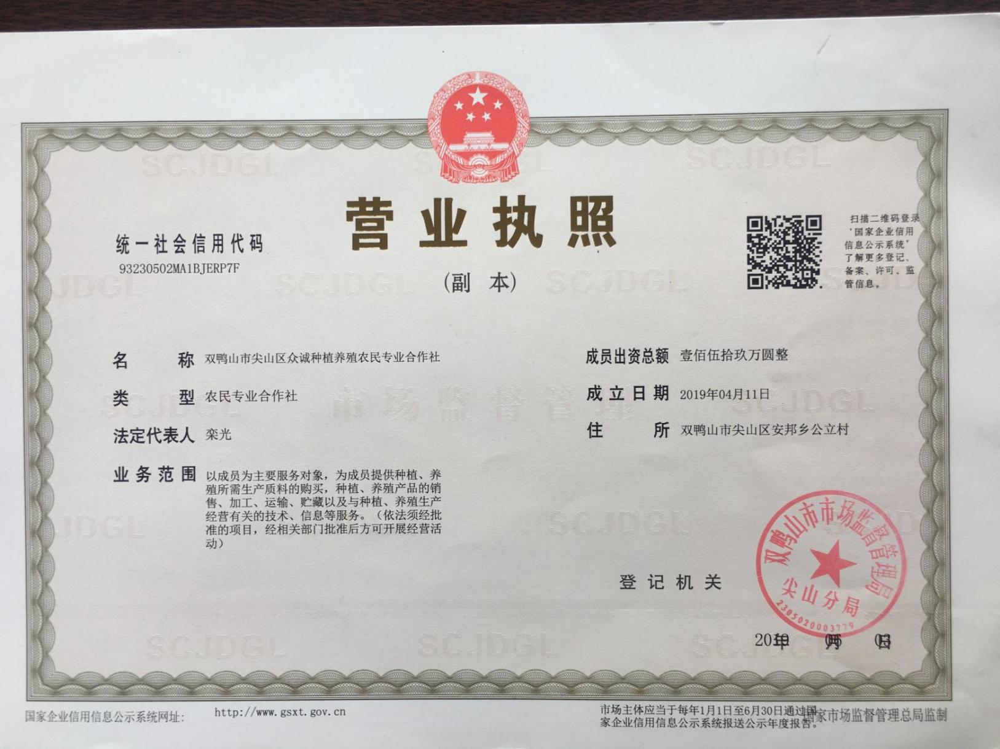 营业执照
(副 本)
统一社会信用代码
93230502MA1BJERP7F
扫描二维码登录
‘国家企业信用
信息公示系统’
了解更多登记、
备案、许可、监
管信息。
名 称 双鸭山市尖山区众诚种植养殖农民专业合作社
类 型 农民专业合作社
法定代表人 栾光
业务范围 以成员为主要服务对象，为成员提供种植、养
殖所需生产质料的购买，种植、养殖产品的销
售、加工、运输、贮藏以及与种植、养殖生产
经营有关的技术、信息等服务。（依法须经批
准的项目，经相关部门批准后方可开展经营活
动）
成员出资总额 壹佰伍拾玖万圆整
成立日期 2019年04月11日
住 所 双鸭山市尖山区安邦乡公立村
登记机关
双鸭山市市场监督管理局
尖山分局
2305020003779
2019年 06月 03日
国家企业信用信息公示系统网址: http://www.gsxt.gov.cn
市场主体应当于每年1月1日至6月30日通过国
家企业信用信息公示系统报送公示年度报告。
国家市场监督管理总局监制
SCJDGL
市场监督管理